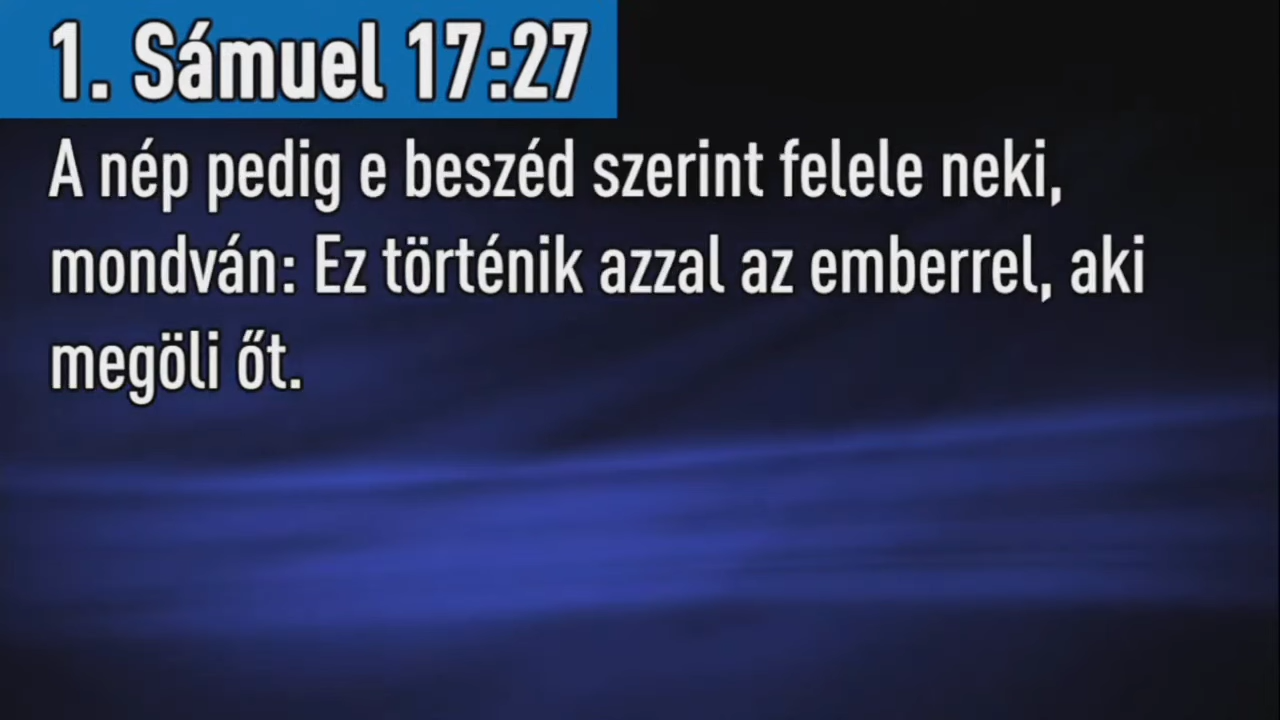 1. Sámuel 17:27
A nép pedig e beszéd szerint felele neki,
mondván: Ez történik azzal az emberrel, aki
megöli őt.